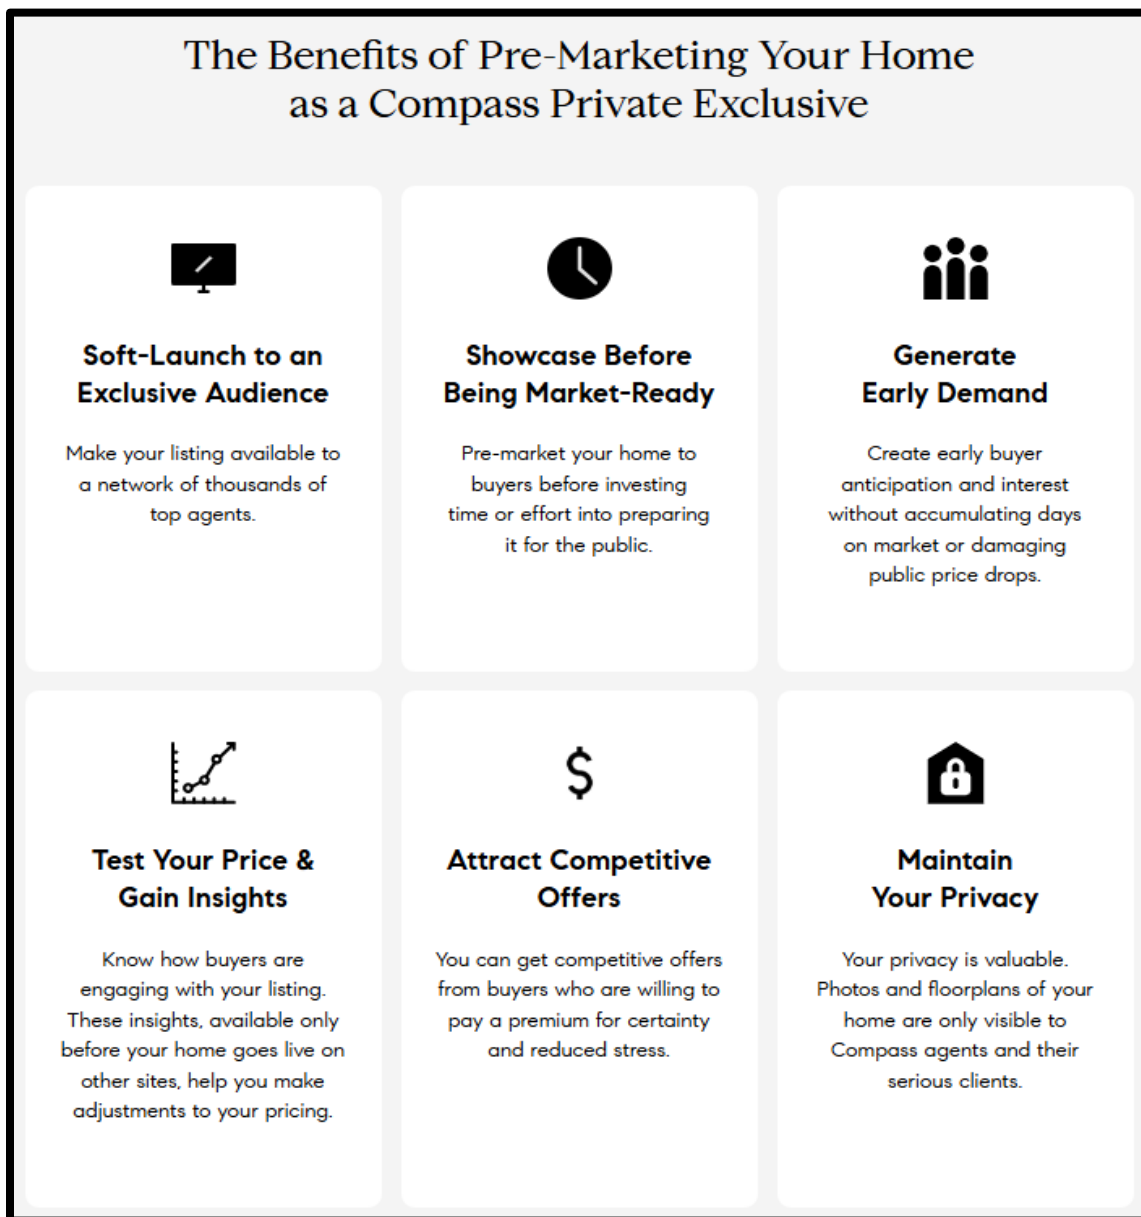 The Benefits of Pre-Marketing Your Home
as a Compass Private Exclusive
Soft-Launch to an
Exclusive Audience
Make your listing available to
a network of thousands of
top agents.
Showcase Before
Being Market-Ready
Pre-market your home to
buyers before investing
time or effort into preparing
it for the public.
Generate
Early Demand
Create early buyer
anticipation and interest
without accumulating days
on market or damaging
public price drops.
Test Your Price &
Gain Insights
Know how buyers are
engaging with your listing.
These insights, available only
before your home goes live on
other sites, help you make
adjustments to your pricing.
$
Attract Competitive
Offers
You can get competitive offers
from buyers who are willing to
pay a premium for certainty
and reduced stress.
Maintain
Your Privacy
Your privacy is valuable.
Photos and floorplans of your
home are only visible to
Compass agents and their
serious clients.